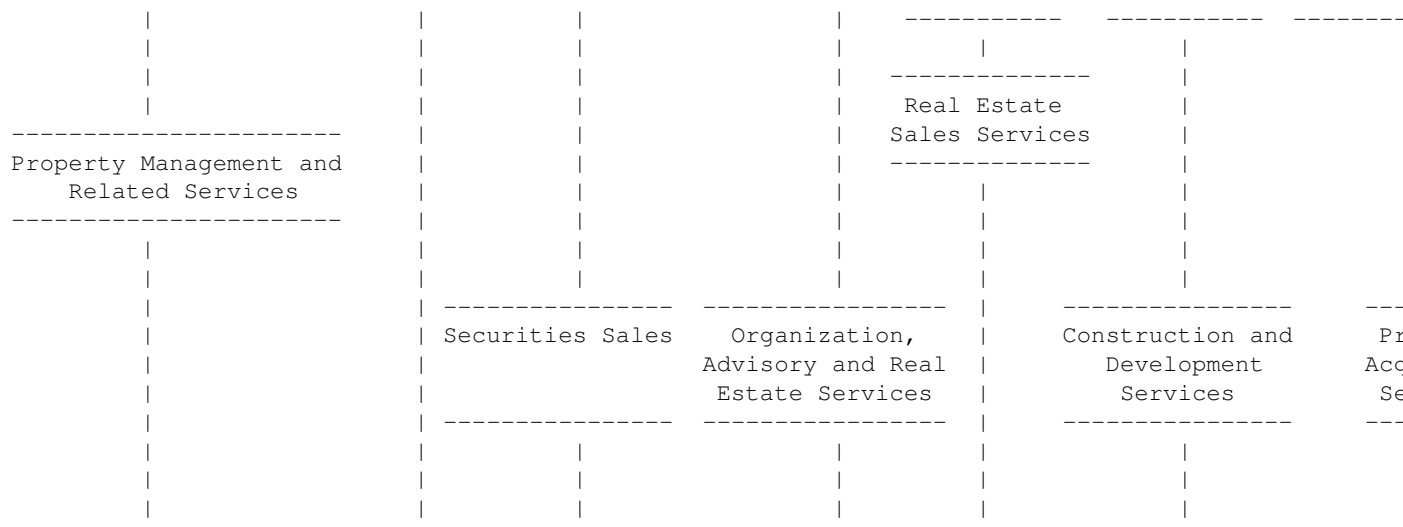 Real Estate
Sales Services
Property Management and
Related Services
Securities Sales
Organization,
Advisory and Real
Estate Services
Construction and
Development
Services